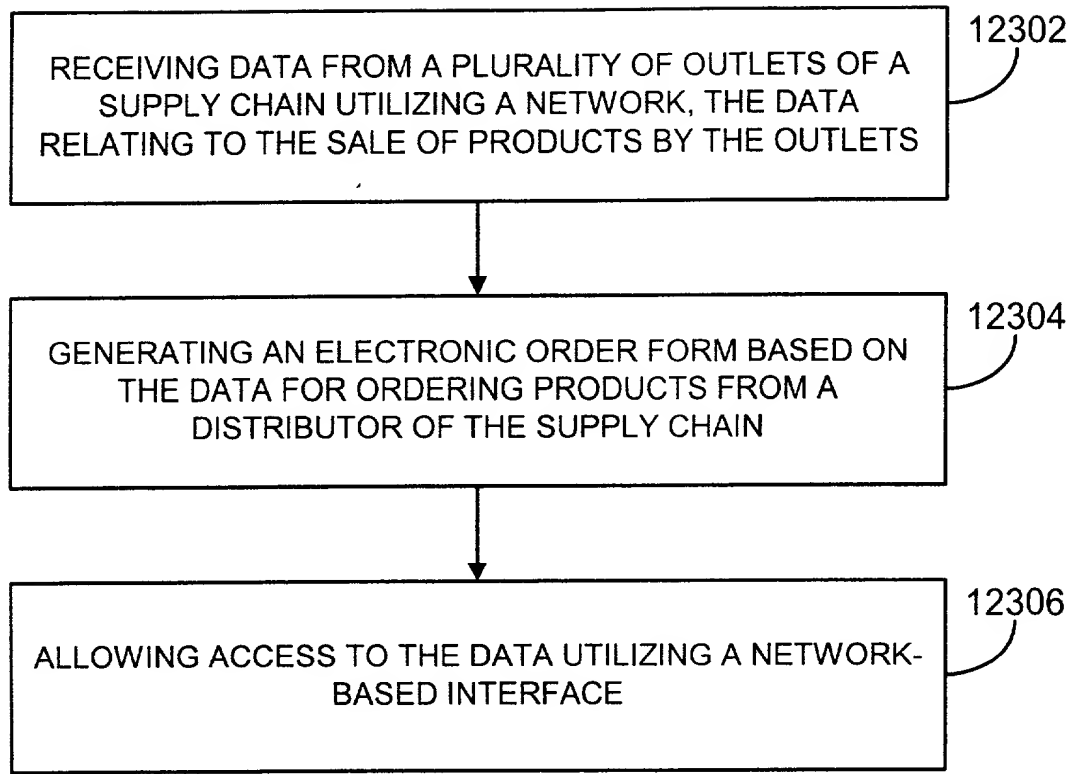 12302
RECEIVING DATA FROM A PLURALITY OF OUTLETS OF A
SUPPLY CHAIN UTILIZING A NETWORK, THE DATA
RELATING TO THE SALE OF PRODUCTS BY THE OUTLETS
12304
GENERATING AN ELECTRONIC ORDER FORM BASED ON
THE DATA FOR ORDERING PRODUCTS FROM A
DISTRIBUTOR OF THE SUPPLY CHAIN
12306
ALLOWING ACCESS TO THE DATA UTILIZING A NETWORK-
BASED INTERFACE